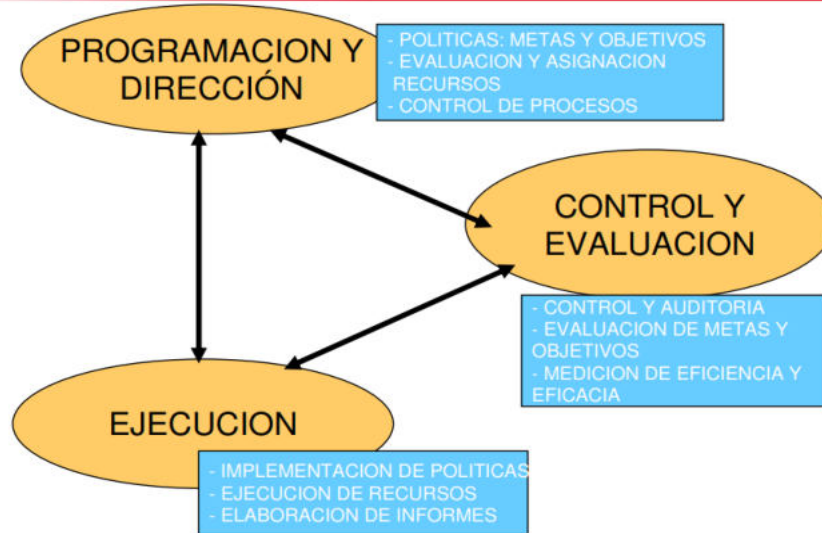 PROGRAMACION Y
DIRECCIÓN
- POLITICAS: METAS Y OBJETIVOS
- EVALUACION Y ASIGNACION
RECURSOS
- CONTROL DE PROCESOS
CONTROL Y
EVALUACION
- CONTROL Y AUDITORIA
- EVALUACION DE METAS Y
OBJETIVOS
- MEDICION DE EFICIENCIA Y
EFICACIA
EJECUCION
- IMPLEMENTACION DE POLITICAS
- EJECUCION DE RECURSOS
- ELABORACION DE INFORMES